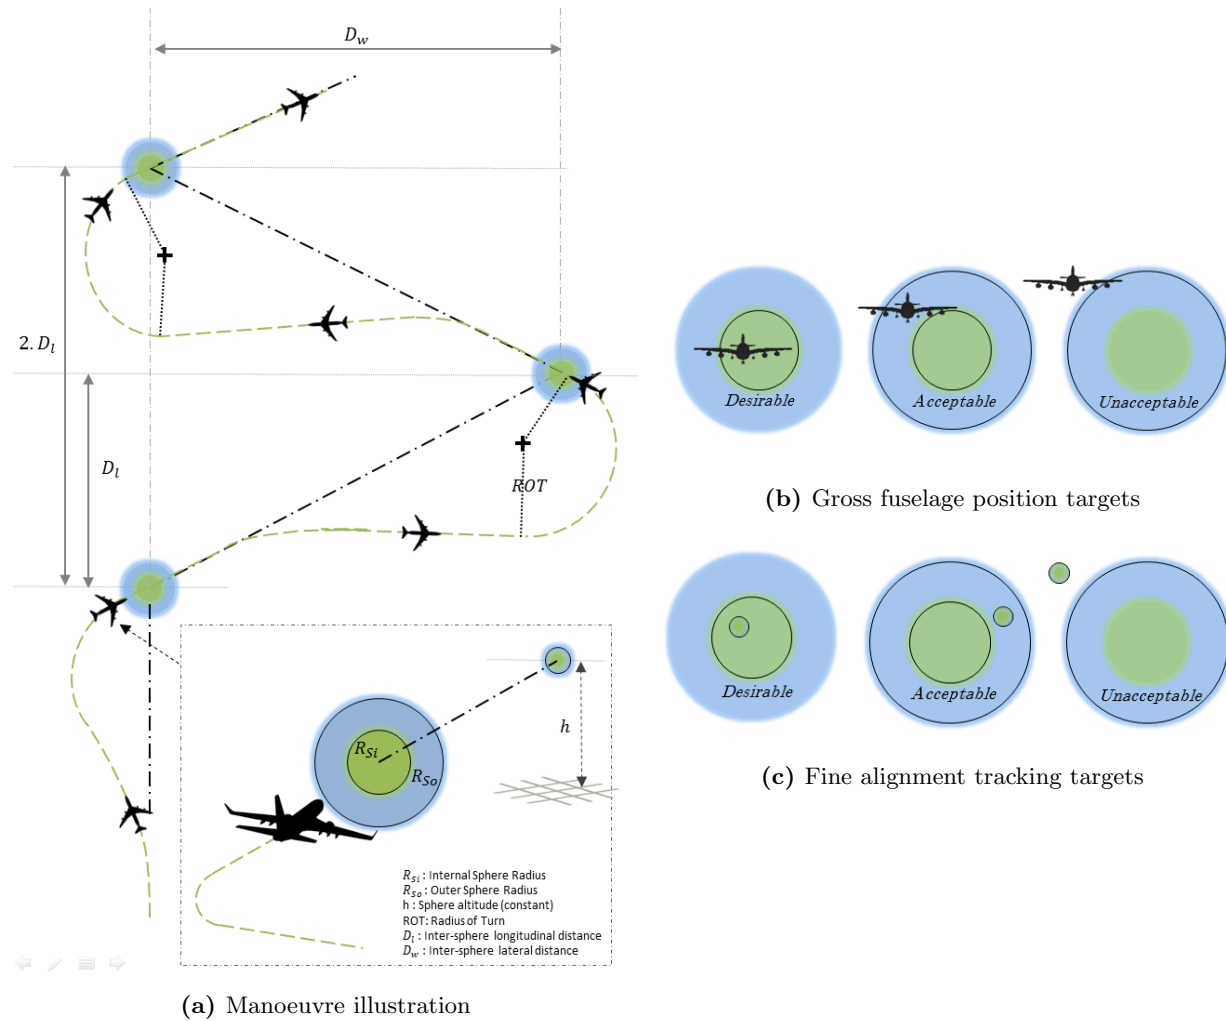 D_w
2. D_l
D_l
ROT
h
R_Si
R_So
R_Si : Internal Sphere Radius
R_So : Outer Sphere Radius
h : Sphere altitude (constant)
ROT: Radius of Turn
D_l : Inter-sphere longitudinal distance
D_w : Inter-sphere lateral distance
(a) Manoeuvre illustration
Desirable
Acceptable
Unacceptable
(b) Gross fuselage position targets
Desirable
Acceptable
Unacceptable
(c) Fine alignment tracking targets